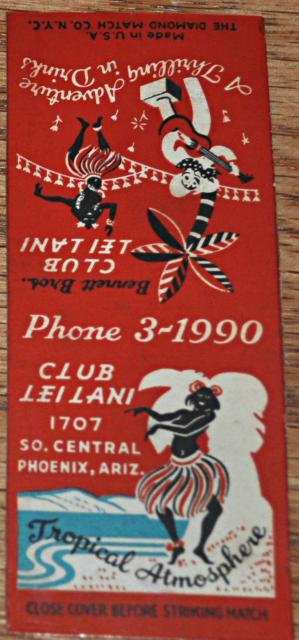 THE DIAMOND MATCH CO. N.Y.C.
Made in U.S.A.
A Thrilling
Adventure
in Drinks
Bennett Bros.
CLUB
LEI LANI
Phone 3-1990
CLUB
LEI LANI
1707
SO. CENTRAL
PHOENIX, ARIZ.
Tropical Atmosphere
CLOSE COVER BEFORE STRIKING MATCH